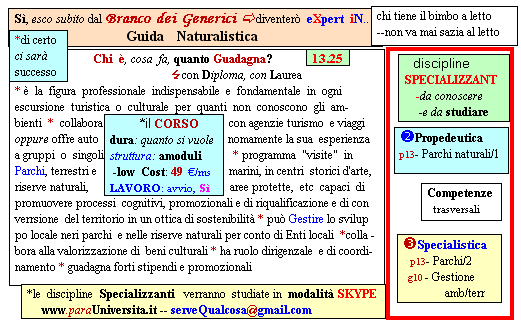 Sì, esco subito dal Branco dei Generici ➪ diventerò eXpert iN..
Guida Naturalistica
chi tiene il bimbo a letto
--non va mai sazia al letto
*di certo
ci sarà
successo
Chi è, cosa fa, quanto Guadagna? 13.25
con Diploma, con Laurea
* è la figura professionale indispensabile e fondamentale in ogni
escursione turistica o culturale per quanti non conoscono gli am-
bienti * collabora con agenzie turismo e viaggi
oppure offre auto nomamente la sua esperienza
a gruppi o singoli * programma "visite" in
Parchi, terrestri e marini, in centri storici d'arte,
riserve naturali, aree protette, etc capaci di
promuovere processi cognitivi, promozionali e di riqualificazione e di con
versione del territorio in un ottica di sostenibilità * può Gestire lo svilup
po locale neri parchi e nelle riserve naturali per conto di Enti locali *colla -
bora alla valorizzazione di beni culturali * ha ruolo dirigenzale e di coordi-
namento * guadagna forti stipendi e promozionali
*il CORSO
dura: quanto si vuole
struttura: amoduli
-low Cost: 49 €/ms
LAVORO: avvio, Sì
discipline
SPECIALIZZANT
-da conoscere
-e da studiare
❷Propedeutica
p13- Parchi naturali/1
Competenze
trasversali
❸Specialistica
p13- Parchi/2
g10 - Gestione
amb/terr
*le discipline Specializzanti verranno studiate in modalità SKYPE
www.paraUniversita.it -- serveQualcosa@gmail.com